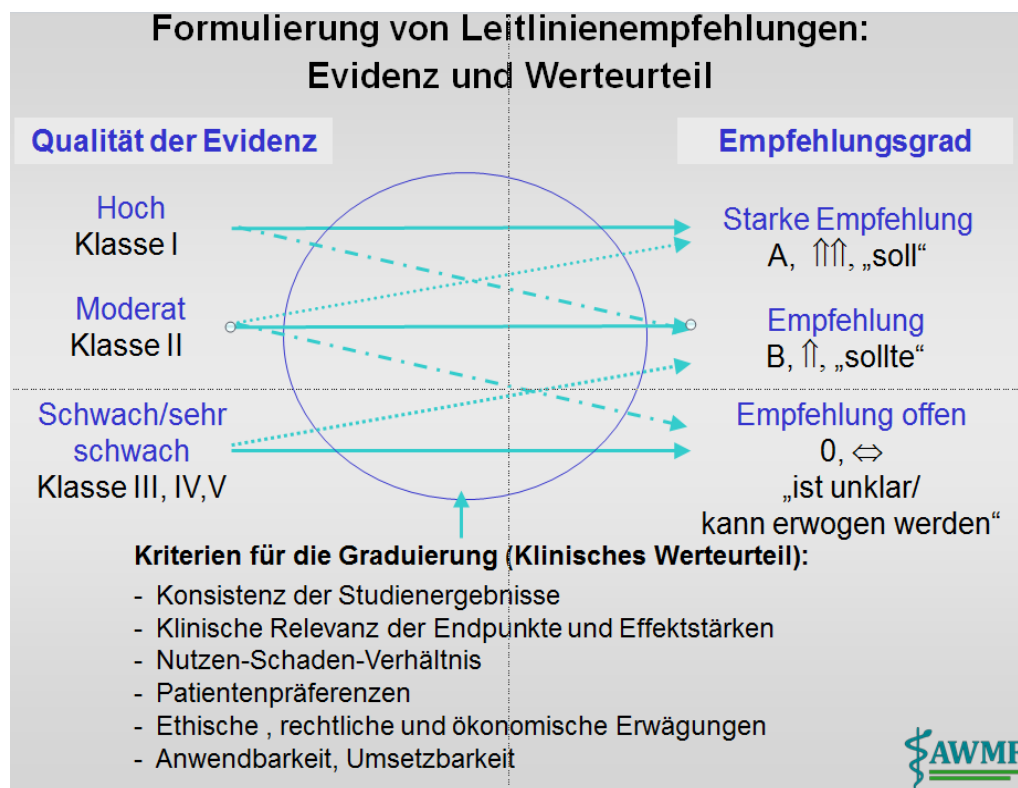 Formulierung von Leitlinienempfehlungen:
Evidenz und Werteurteil
Qualität der Evidenz
Empfehlungsgrad
Hoch
Klasse I
Starke Empfehlung
A, ⇑⇑, „soll“
Moderat
Klasse II
Empfehlung
B, ⇑, „sollte“
Schwach/sehr
schwach
Klasse III, IV,V
Empfehlung offen
0, ⇔
„ist unklar/
kann erwogen werden“
Kriterien für die Graduierung (Klinisches Werteurteil):
- Konsistenz der Studienergebnisse
- Klinische Relevanz der Endpunkte und Effektstärken
- Nutzen-Schaden-Verhältnis
- Patientenpräferenzen
- Ethische , rechtliche und ökonomische Erwägungen
- Anwendbarkeit, Umsetzbarkeit
AWMF